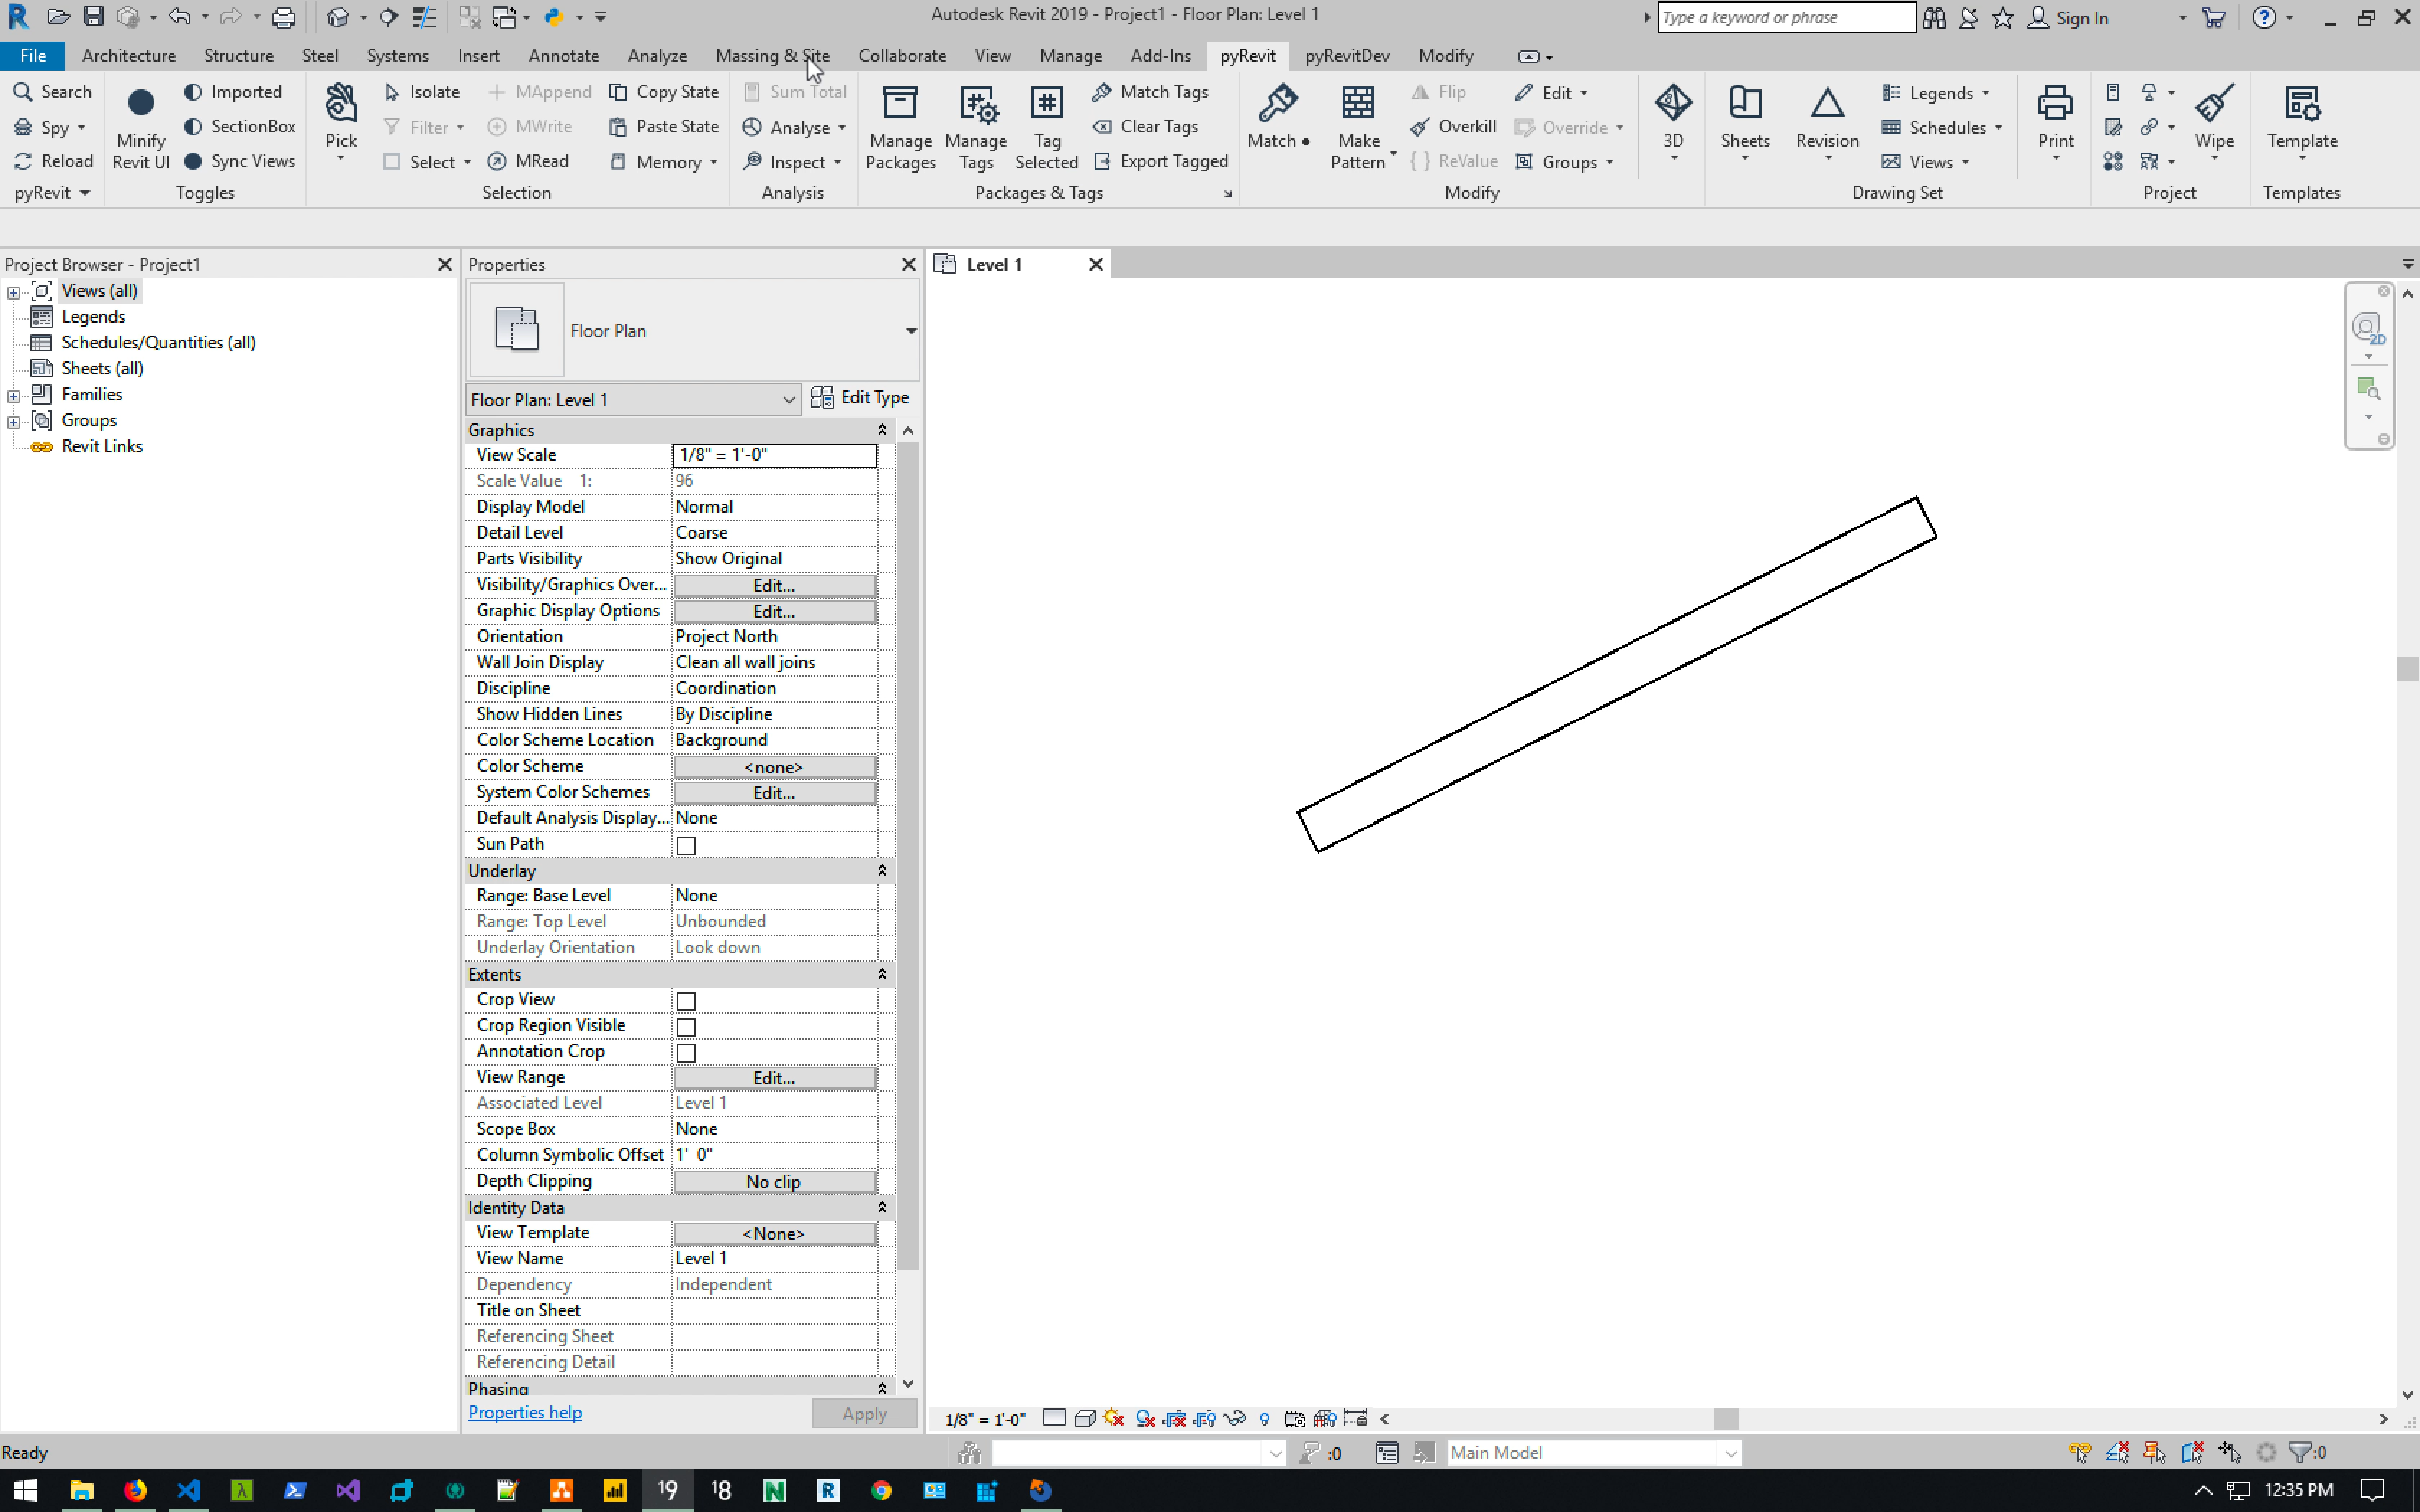 Autodesk Revit 2019 - Project1 - Floor Plan: Level 1
Type a keyword or phrase
Sign In
File Architecture Structure Steel Systems Insert Annotate Analyze Massing & Site Collaborate View Manage Add-Ins pyRevit pyRevitDev Modify
Search
Spy
Reload
pyRevit
Minify
Revit UI
Imported
SectionBox
Sync Views
Toggles
Pick
Isolate
Filter
Select
MAppend
MWrite
MRead
Copy State
Paste State
Memory
Selection
Sum Total
Analyse
Inspect
Analysis
Manage
Packages
Manage
Tags
Tag
Selected
Match Tags
Clear Tags
Export Tagged
Packages & Tags
Match
Make
Pattern
Flip
Overkill
ReValue
Edit
Override
Groups
Modify
3D
Sheets
Revision
Legends
Schedules
Views
Drawing Set
Print
Wipe
Project
Template
Templates
Project Browser - Project1
Views (all)
Legends
Schedules/Quantities (all)
Sheets (all)
Families
Groups
Revit Links
Properties
Floor Plan
Floor Plan: Level 1
Edit Type
Graphics
View Scale 1/8" = 1'-0"
Scale Value 1: 96
Display Model Normal
Detail Level Coarse
Parts Visibility Show Original
Visibility/Graphics Over... Edit...
Graphic Display Options Edit...
Orientation Project North
Wall Join Display Clean all wall joins
Discipline Coordination
Show Hidden Lines By Discipline
Color Scheme Location Background
Color Scheme <none>
System Color Schemes Edit...
Default Analysis Display... None
Sun Path
Underlay
Range: Base Level None
Range: Top Level Unbounded
Underlay Orientation Look down
Extents
Crop View
Crop Region Visible
Annotation Crop
View Range Edit...
Associated Level Level 1
Scope Box None
Column Symbolic Offset 1' 0"
Depth Clipping No clip
Identity Data
View Template <None>
View Name Level 1
Dependency Independent
Title on Sheet
Referencing Sheet
Referencing Detail
Phasing
Properties help
Apply
Level 1
2D
1/8" = 1'-0"
Ready
:0
Main Model
:0
19
18
12:35 PM